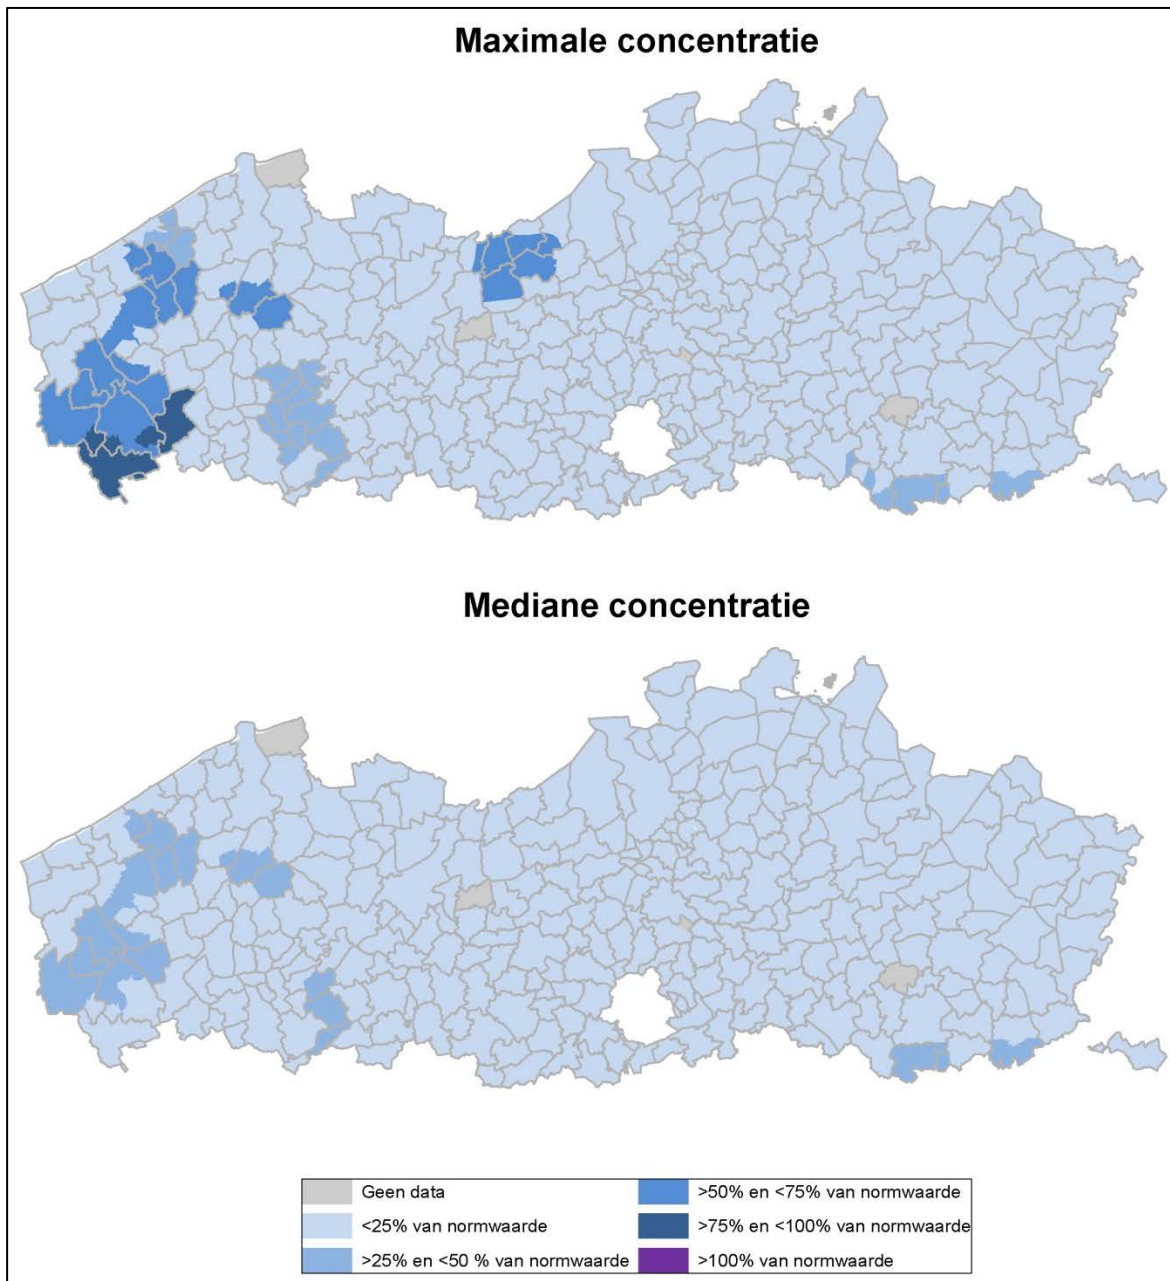 Maximale concentratie
Mediane concentratie
Geen data
<25% van normwaarde
>25% en <50 % van normwaarde
>50% en <75% van normwaarde
>75% en <100% van normwaarde
>100% van normwaarde